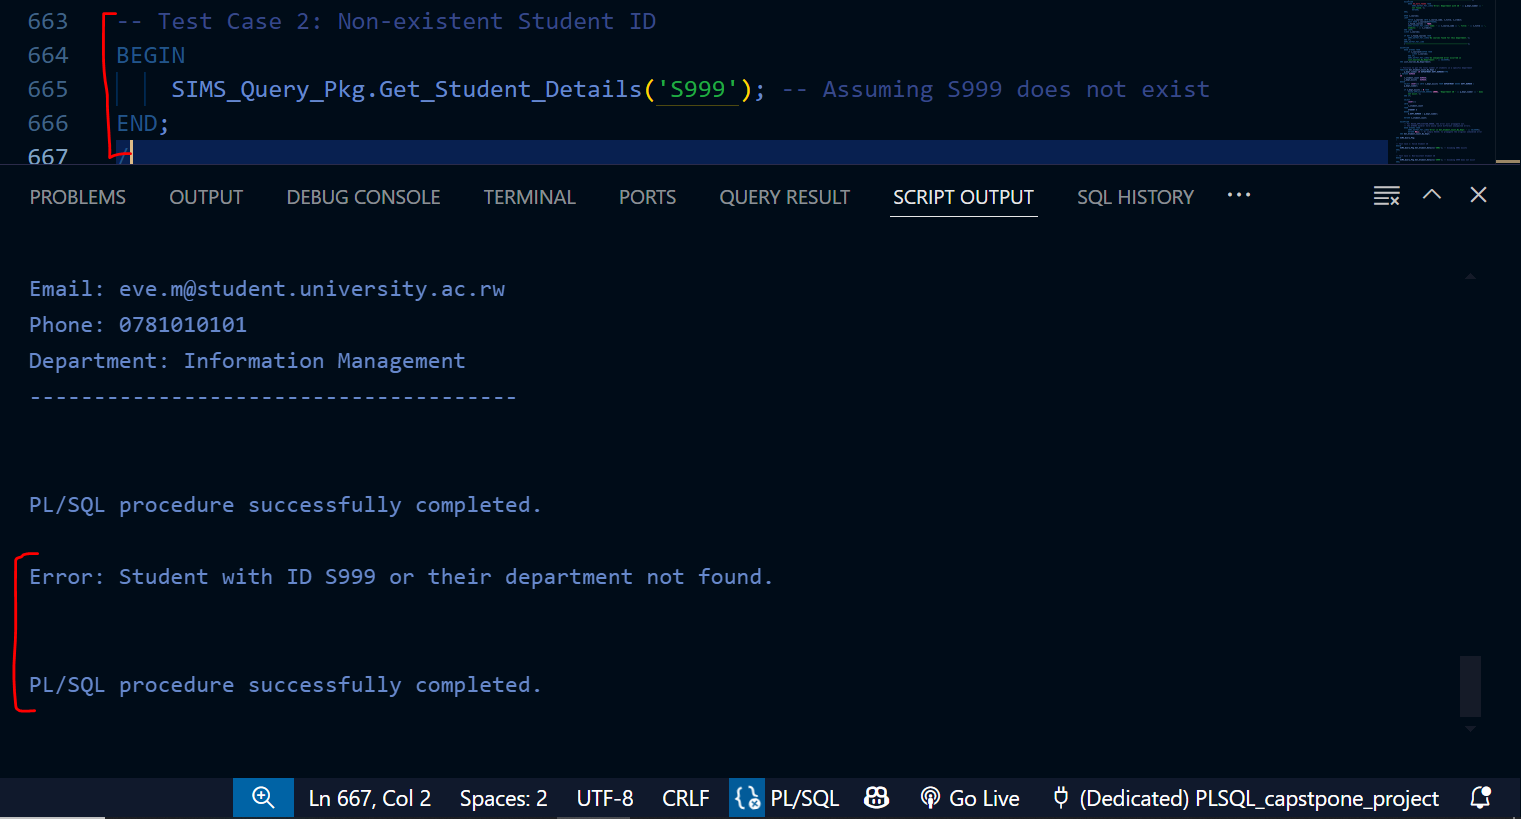 663 -- Test Case 2: Non-existent Student ID
664 BEGIN
665 SIMS_Query_Pkg.Get_Student_Details('S999'); -- Assuming S999 does not exist
666 END;
667 /
PROBLEMS OUTPUT DEBUG CONSOLE TERMINAL PORTS QUERY RESULT SCRIPT OUTPUT SQL HISTORY ···
Email: eve.m@student.university.ac.rw
Phone: 0781010101
Department: Information Management
--------------------------------------
PL/SQL procedure successfully completed.
Error: Student with ID S999 or their department not found.
PL/SQL procedure successfully completed.
Ln 667, Col 2 Spaces: 2 UTF-8 CRLF PL/SQL Go Live (Dedicated) PLSQL_capstpone_project